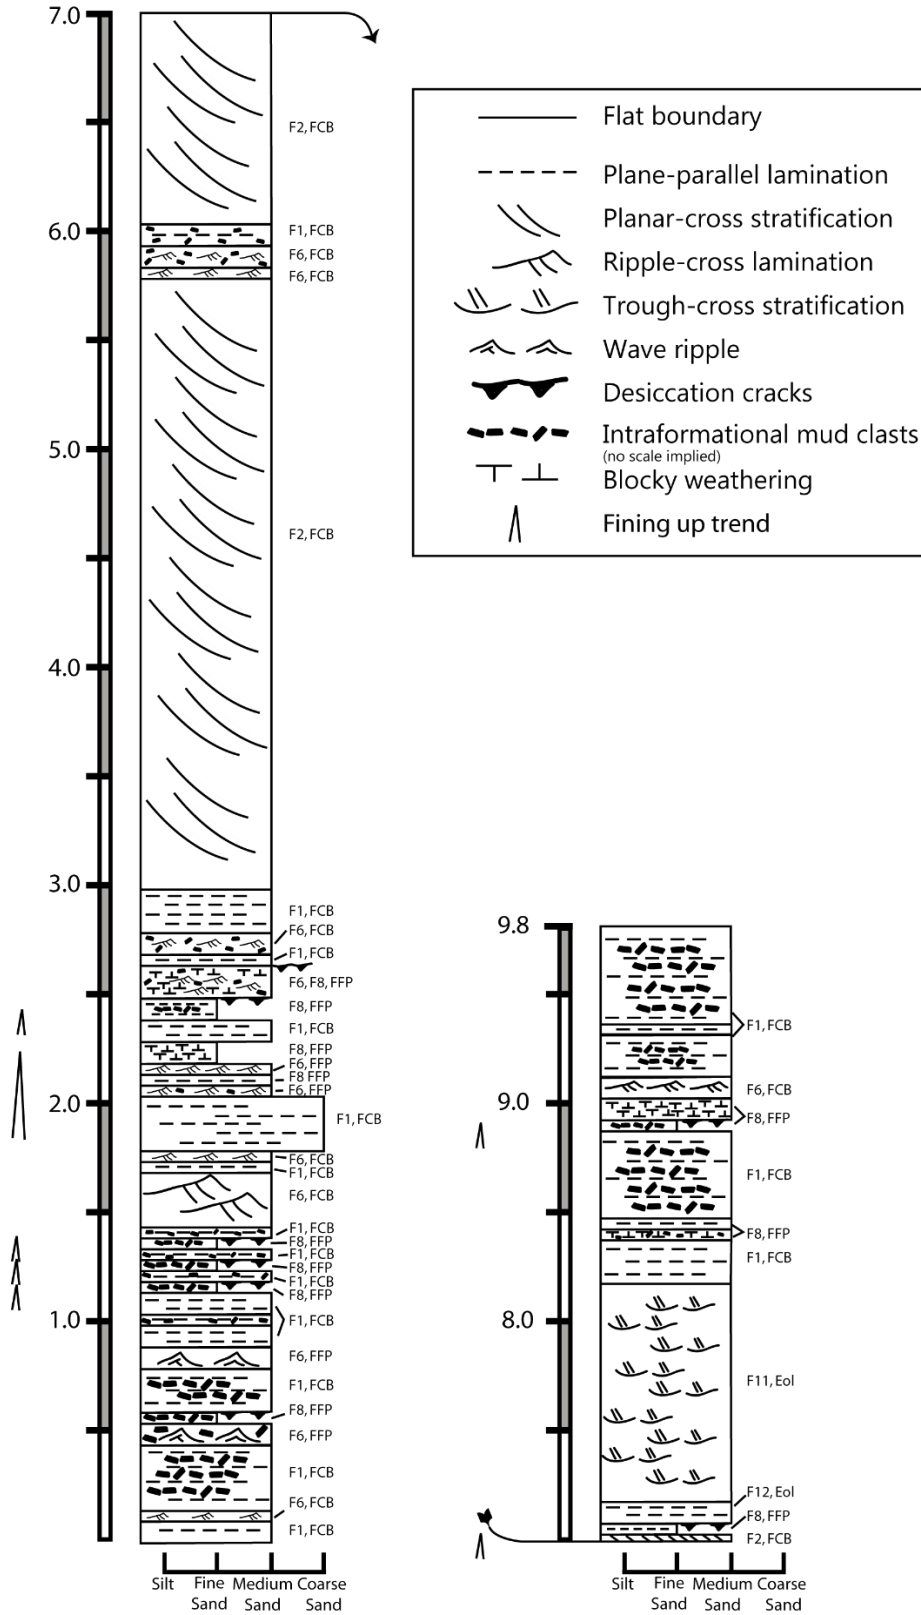 7.0
F2, FCB
6.0
F1, FCB
F6, FCB
F6, FCB
5.0
F2, FCB
4.0
3.0
F1, FCB
F6, FCB
F1, FCB
F6, F8, FFP
F8, FFP
F1, FCB
F8, FFP
F6, FFP
F8 FFP
F6, FFP
2.0
F1, FCB
F6, FCB
F1, FCB
F6, FCB
F1, FCB
F8, FFP
F1, FCB
F8, FFP
F1, FCB
F8, FFP
1.0
F1, FCB
F6, FFP
F1, FCB
F8, FFP
F6, FFP
F1, FCB
F6, FCB
F1, FCB
Silt
Fine
Sand
Medium
Sand
Coarse
Sand
Flat boundary
Plane-parallel lamination
Planar-cross stratification
Ripple-cross lamination
Trough-cross stratification
Wave ripple
Desiccation cracks
Intraformational mud clasts
(no scale implied)
Blocky weathering
Fining up trend
9.8
F1, FCB
F6, FCB
9.0
F8, FFP
F1, FCB
F8, FFP
F1, FCB
8.0
F11, Eol
F12, Eol
F8, FFP
F2, FCB
Silt
Fine
Sand
Medium
Sand
Coarse
Sand